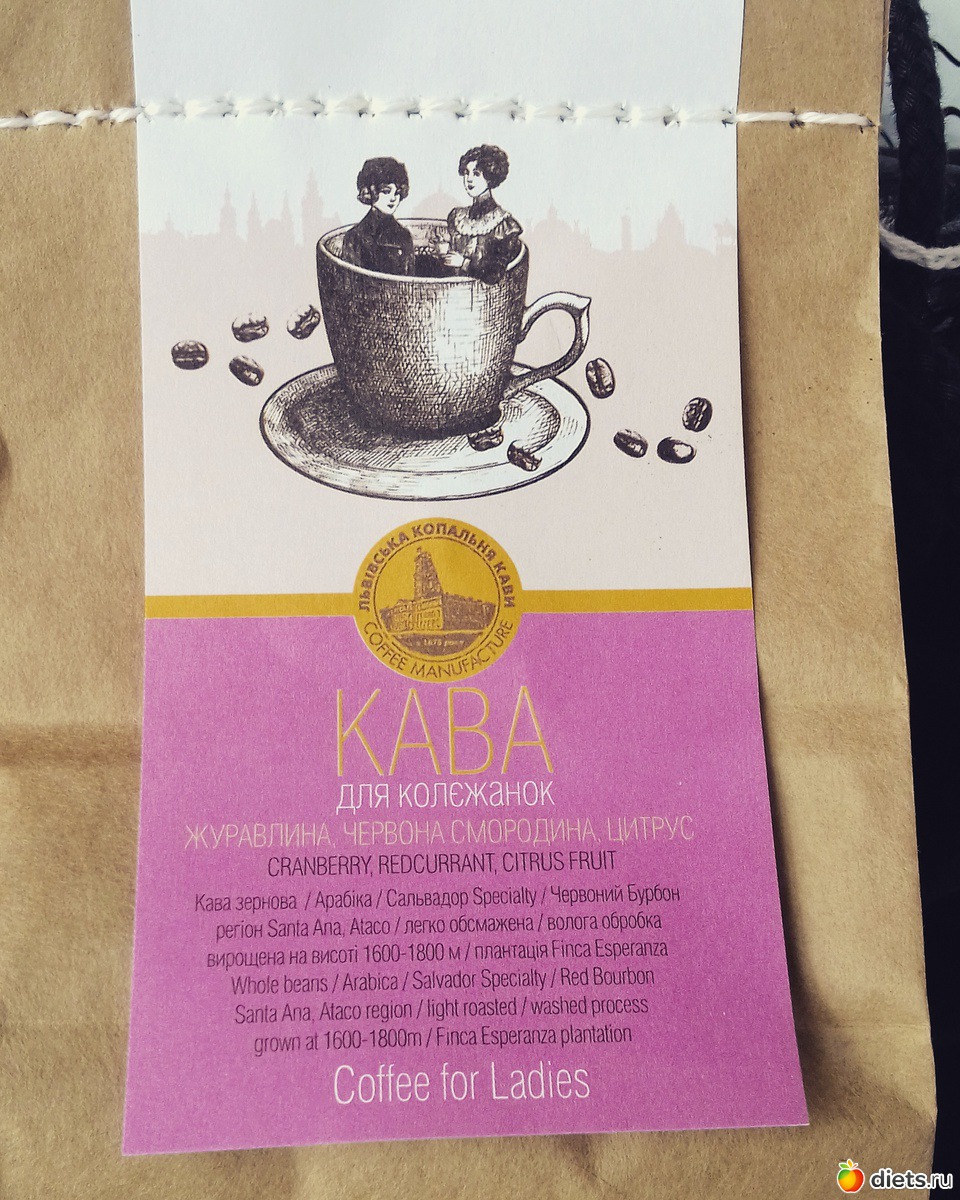 ЛЬВІВСЬКА КОПАЛЬНЯ КАВИ
з 1675 року
COFFEE MANUFACTURE
КАВА
ДЛЯ КОЛЄЖАНОК
ЖУРАВЛИНА, ЧЕРВОНА СМОРОДИНА, ЦИТРУС
CRANBERRY, REDCURRANT, CITRUS FRUIT
Кава зернова / Арабіка / Сальвадор Specialty / Червоний Бурбон
регіон Santa Ana, Ataco / легко обсмажена / волога обробка
вирощена на висоті 1600-1800 м / плантація Finca Esperanza
Whole beans / Arabica / Salvador Specialty / Red Bourbon
Santa Ana, Ataco region / light roasted / washed process
grown at 1600-1800m / Finca Esperanza plantation
Coffee for Ladies
diets.ru